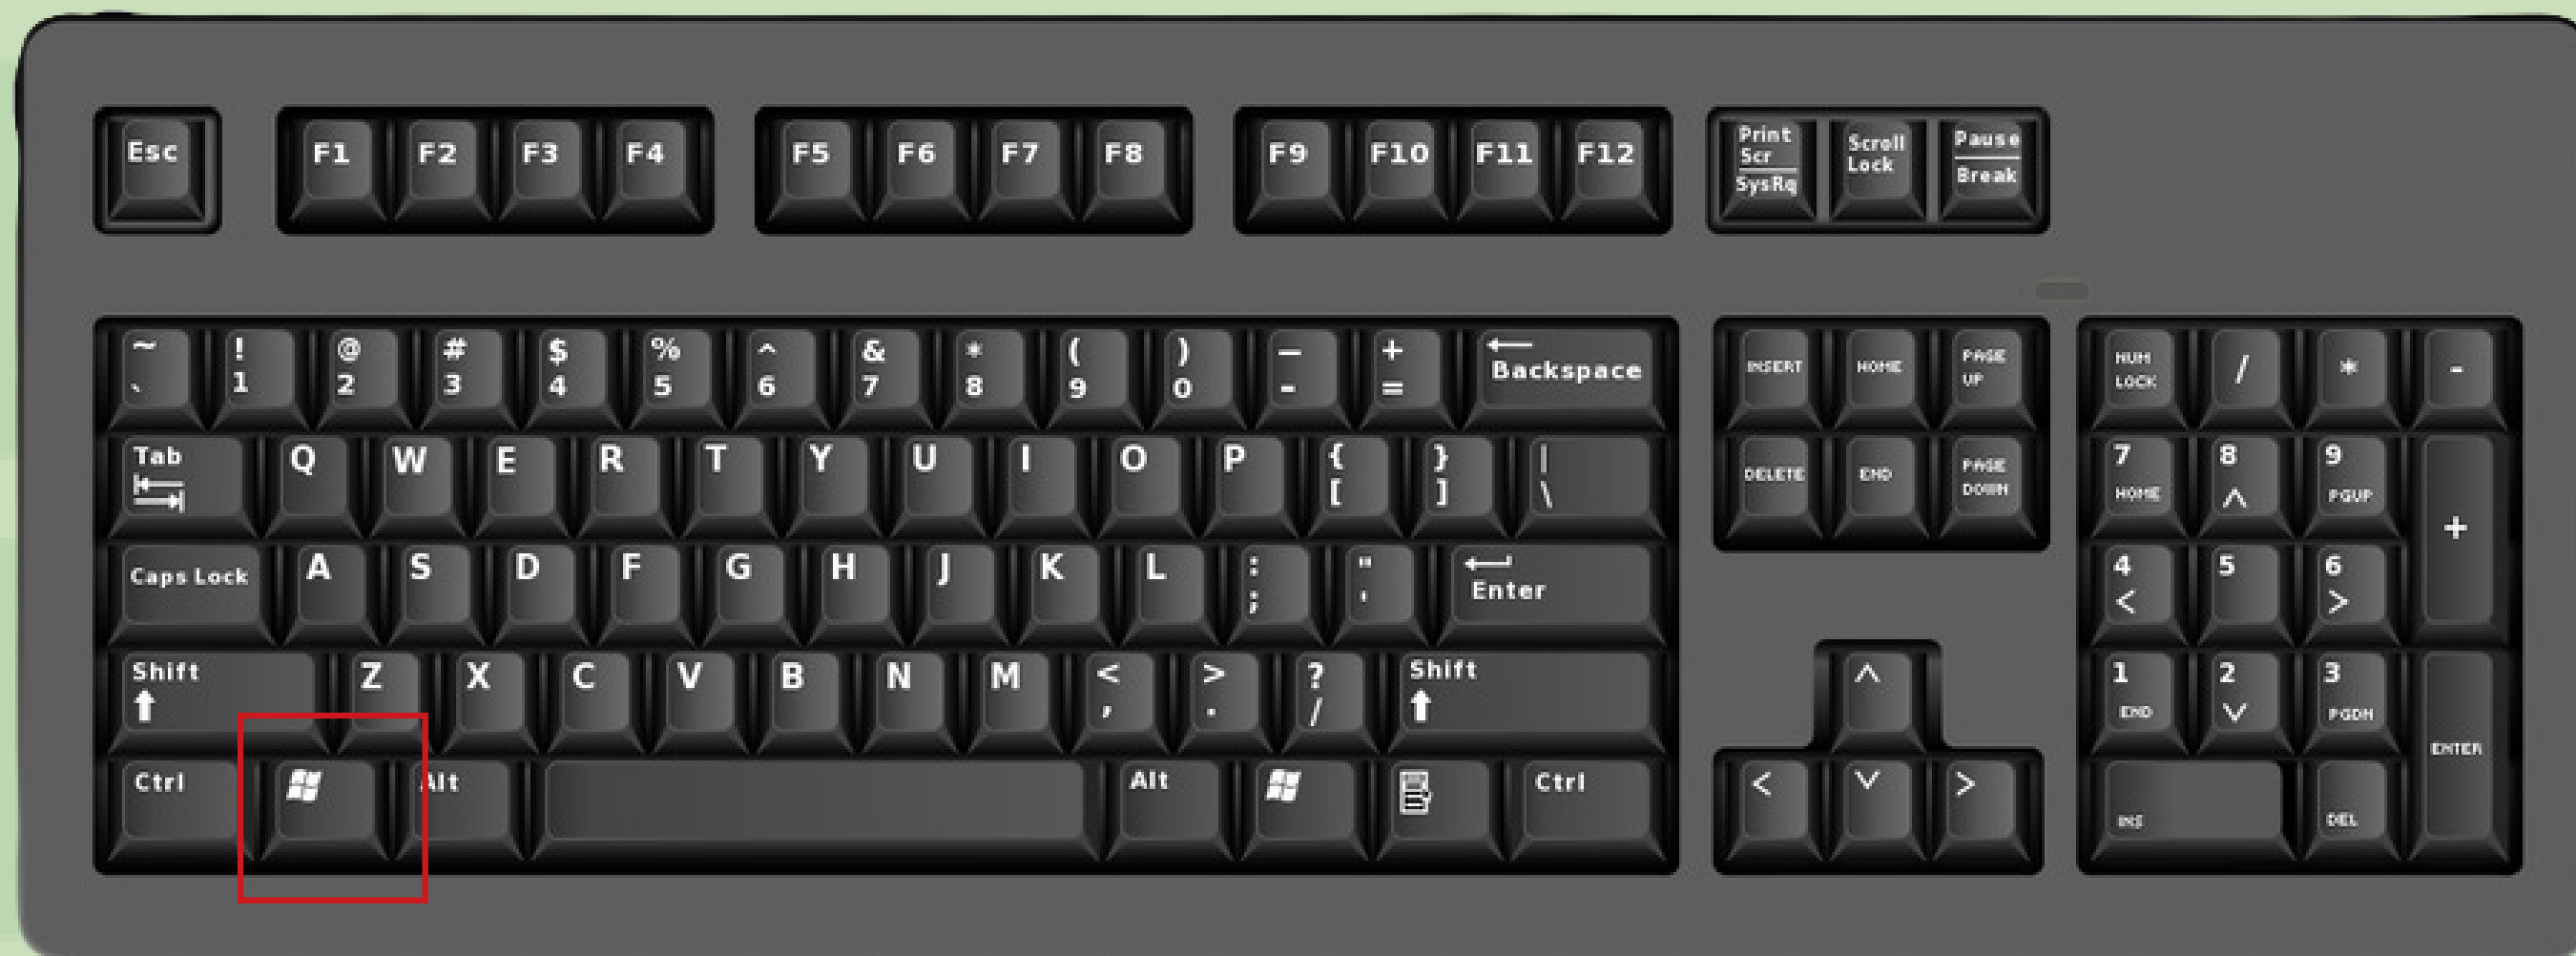 Esc F1 F2 F3 F4 F5 F6 F7 F8 F9 F10 F11 F12 Print Scr SysRq Scroll Lock Pause Break
~ ` ! 1 @ 2 # 3 $ 4 % 5 ^ 6 & 7 * 8 ( 9 ) 0 — - + = ← Backspace INSERT HOME PAGE UP NUM LOCK / * -
Tab Q W E R T Y U I O P { [ } ] | \ DELETE END PAGE DOWN 7 HOME 8 ^ 9 PGUP +
Caps Lock A S D F G H J K L : ; " ' Enter 4 < 5 6 >
Shift Z X C V B N M < , > . ? / Shift ^ 1 END 2 v 3 PGDN ENTER
Ctrl Alt Alt Ctrl < v > INS DEL